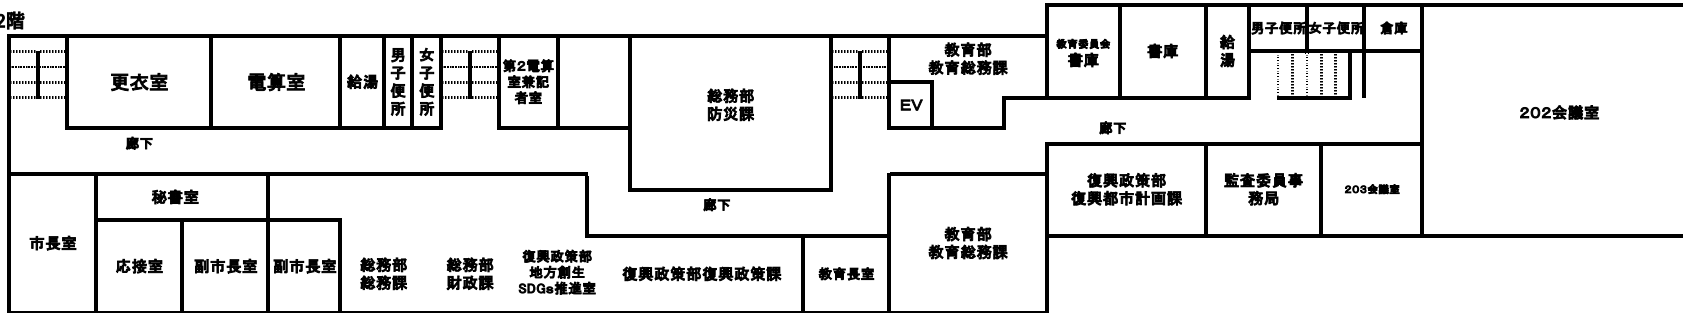 2階
更衣室
電算室
給湯
男子便所
女子便所
第2電算
室兼記
者室
総務部
防災課
教育部
教育総務課
EV
教育委員会
書庫
書庫
給湯
男子便所
女子便所
倉庫
202会議室
廊下
廊下
廊下
市長室
秘書室
応接室
副市長室
副市長室
総務部
総務課
総務部
財政課
復興政策部
地方創生
SDGs推進室
復興政策部復興政策課
教育長室
教育部
教育総務課
復興政策部
復興都市計画課
監査委員事
務局
203会議室